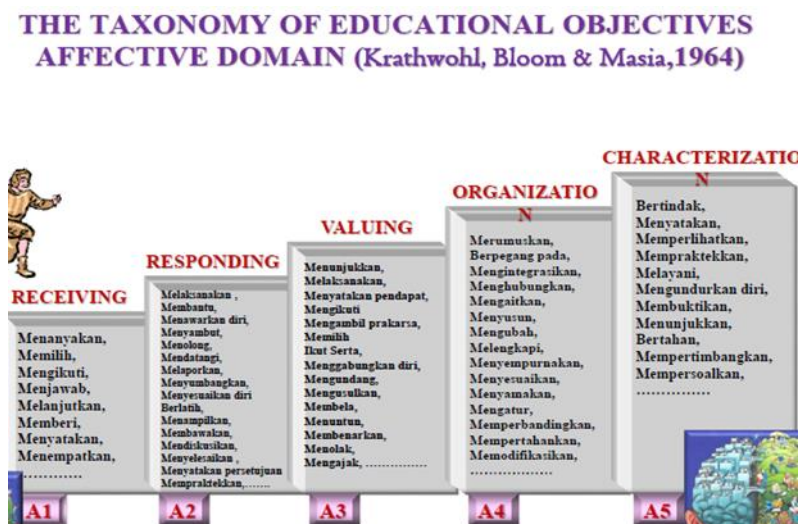 THE TAXONOMY OF EDUCATIONAL OBJECTIVES
AFFECTIVE DOMAIN (Krathwohl, Bloom & Masia,1964)
RECEIVING
Menanyakan,
Memilih,
Mengikuti,
Menjawab,
Melanjutkan,
Memberi,
Menyatakan,
Menempatkan,
............
A1
RESPONDING
Melaksanakan ,
Membantu,
Menawarkan diri,
Menyambut,
Menolong,
Mendatangi,
Melaporkan,
Menyumbangkan,
Menyesuaikan diri
Berlatih,
Menampilkan,
Membawakan,
Mendiskusikan,
Menyelesaikan ,
Menyatakan persetujuan
Mempraktekkan,.......
A2
VALUING
Menunjukkan,
Melaksanakan,
Menyatakan pendapat,
Mengikuti
Mengambil prakarsa,
Memilih
Ikut Serta,
Menggabungkan diri,
Mengundang,
Mengusulkan,
Membela,
Menuntun,
Membenarkan,
Menolak,
Mengajak, ...............
A3
ORGANIZATIO
N
Merumuskan,
Berpegang pada,
Mengintegrasikan,
Menghubungkan,
Mengaitkan,
Menyusun,
Mengubah,
Melengkapi,
Menyempurnakan,
Menyesuaikan,
Menyamakan,
Mengatur,
Memperbandingkan,
Mempertahankan,
Memodifikasikan,
..................
A4
CHARACTERIZATIO
N
Bertindak,
Menyatakan,
Memperlihatkan,
Mempraktekkan,
Melayani,
Mengundurkan diri,
Membuktikan,
Menunjukkan,
Bertahan,
Mempertimbangkan,
Mempersoalkan,
...............
A5